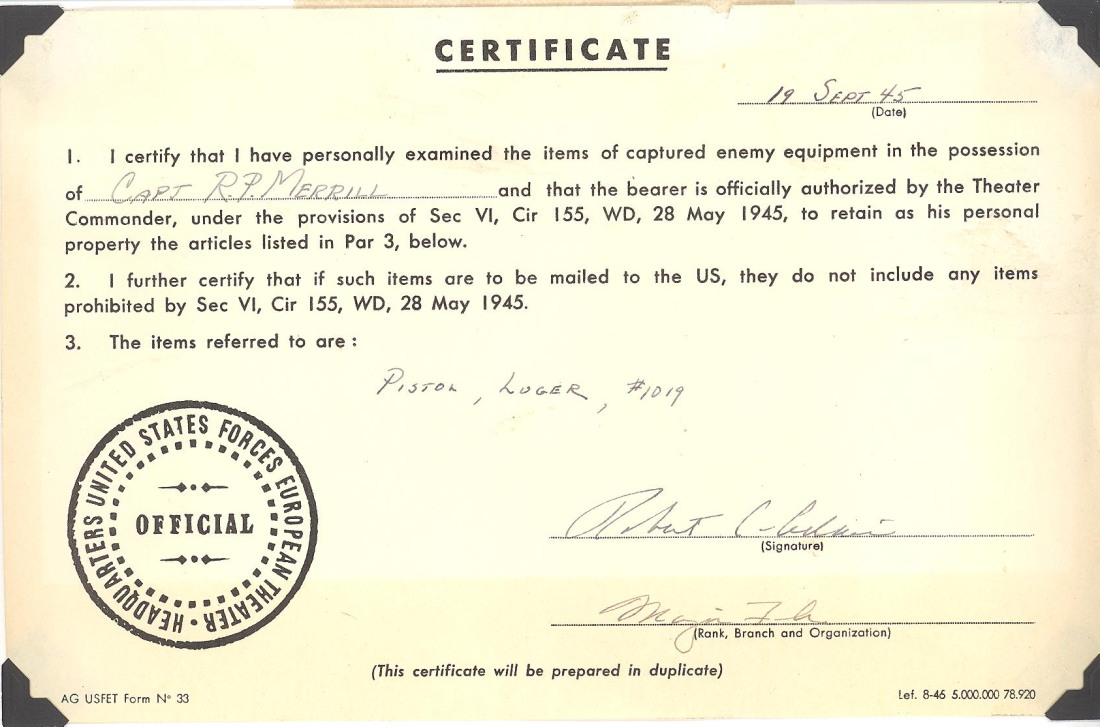 CERTIFICATE
19 SEPT 45
(Date)
1. I certify that I have personally examined the items of captured enemy equipment in the possession
of CAPT R.P. MERRILL and that the bearer is officially authorized by the Theater
Commander, under the provisions of Sec VI, Cir 155, WD, 28 May 1945, to retain as his personal
property the articles listed in Par 3, below.
2. I further certify that if such items are to be mailed to the US, they do not include any items
prohibited by Sec VI, Cir 155, WD, 28 May 1945.
3. The items referred to are :
PISTOL, LUGER, #1019
HEADQUARTERS UNITED STATES FORCES EUROPEAN THEATER •
OFFICIAL
Robert C.
(Signature)
Major
(Rank, Branch and Organization)
(This certificate will be prepared in duplicate)
AG USFET Form N° 33
Lef. 8-46 5.000.000 78.920